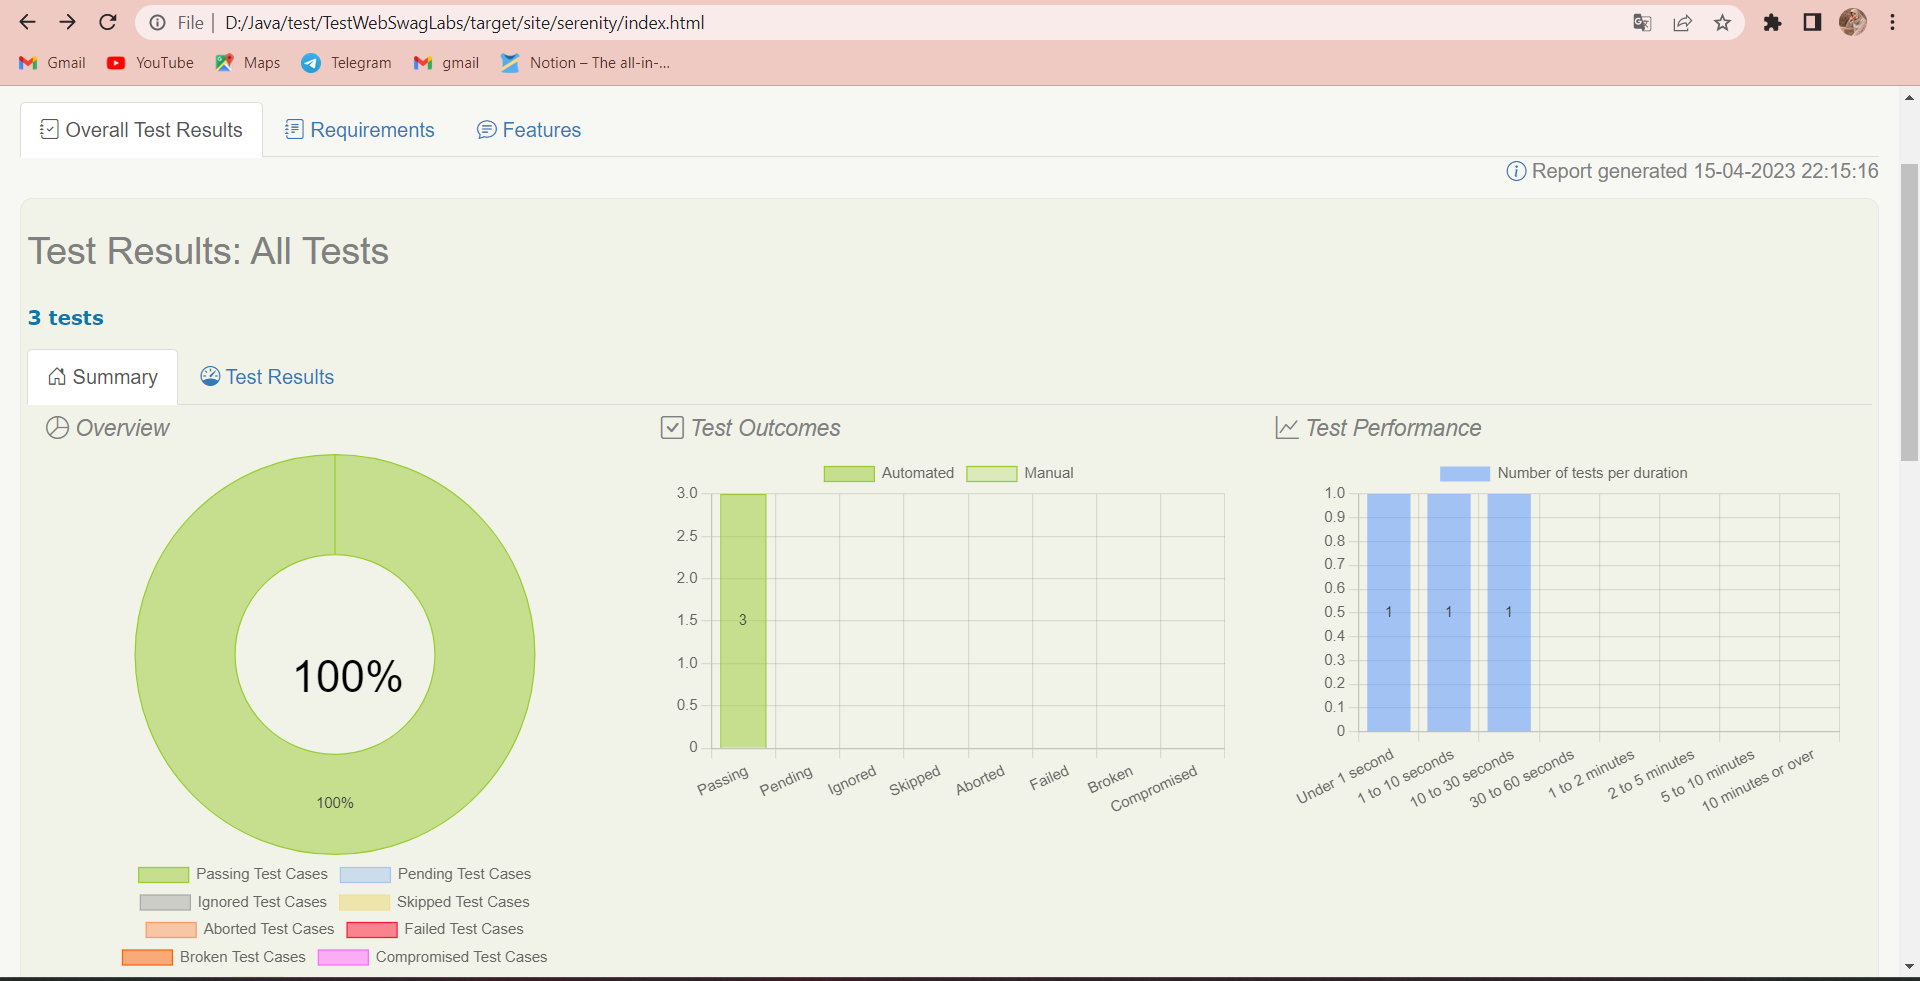 File | D:/Java/test/TestWebSwagLabs/target/site/serenity/index.html
Gmail YouTube Maps Telegram gmail Notion – The all-in-...
Overall Test Results Requirements Features
Report generated 15-04-2023 22:15:16
Test Results: All Tests
3 tests
Summary Test Results
Overview
100%
100%
Passing Test Cases Pending Test Cases
Ignored Test Cases Skipped Test Cases
Aborted Test Cases Failed Test Cases
Broken Test Cases Compromised Test Cases
Test Outcomes
Automated Manual
3.0
2.5
2.0
1.5
1.0
0.5
0
3
Passing Pending Ignored Skipped Aborted Failed Broken Compromised
Test Performance
Number of tests per duration
1.0
0.9
0.8
0.7
0.6
0.5
0.4
0.3
0.2
0.1
0
1 1 1
Under 1 second 1 to 10 seconds 10 to 30 seconds 30 to 60 seconds 1 to 2 minutes 2 to 5 minutes 5 to 10 minutes 10 minutes or over